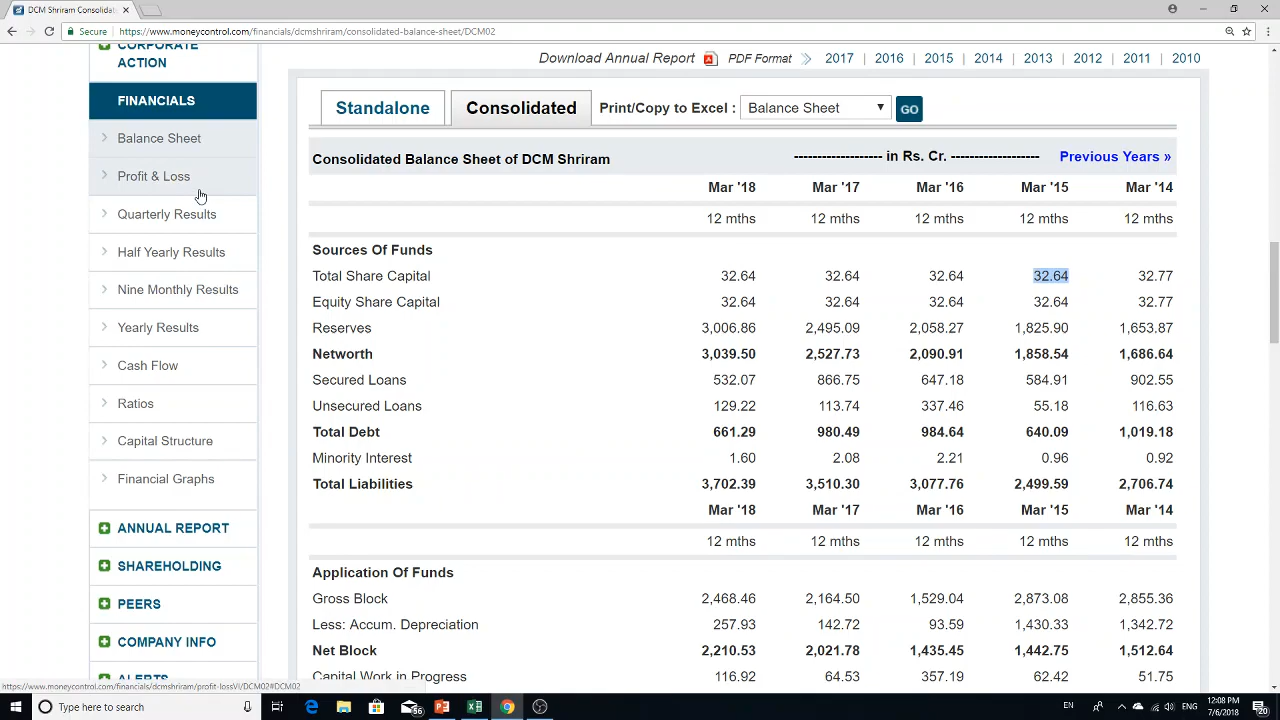 DCM Shriram Consolidat
Secure https://www.moneycontrol.com/financials/dcmshriram/consolidated-balance-sheet/DCM02
CORPORATE
ACTION
FINANCIALS
Balance Sheet
Profit & Loss
Quarterly Results
Half Yearly Results
Nine Monthly Results
Yearly Results
Cash Flow
Ratios
Capital Structure
Financial Graphs
ANNUAL REPORT
SHAREHOLDING
PEERS
COMPANY INFO
ALERTS
Download Annual Report PDF Format 2017 | 2016 | 2015 | 2014 | 2013 | 2012 | 2011 | 2010
Standalone Consolidated Print/Copy to Excel : Balance Sheet GO
Consolidated Balance Sheet of DCM Shriram ------------------- in Rs. Cr. ------------------- Previous Years »
Mar '18 Mar '17 Mar '16 Mar '15 Mar '14
12 mths 12 mths 12 mths 12 mths 12 mths
Sources Of Funds
Total Share Capital 32.64 32.64 32.64 32.64 32.77
Equity Share Capital 32.64 32.64 32.64 32.64 32.77
Reserves 3,006.86 2,495.09 2,058.27 1,825.90 1,653.87
Networth 3,039.50 2,527.73 2,090.91 1,858.54 1,686.64
Secured Loans 532.07 866.75 647.18 584.91 902.55
Unsecured Loans 129.22 113.74 337.46 55.18 116.63
Total Debt 661.29 980.49 984.64 640.09 1,019.18
Minority Interest 1.60 2.08 2.21 0.96 0.92
Total Liabilities 3,702.39 3,510.30 3,077.76 2,499.59 2,706.74
Mar '18 Mar '17 Mar '16 Mar '15 Mar '14
12 mths 12 mths 12 mths 12 mths 12 mths
Application Of Funds
Gross Block 2,468.46 2,164.50 1,529.04 2,873.08 2,855.36
Less: Accum. Depreciation 257.93 142.72 93.59 1,430.33 1,342.72
Net Block 2,210.53 2,021.78 1,435.45 1,442.75 1,512.64
Capital Work in Progress 116.92 64.53 357.19 62.42 51.75
https://www.moneycontrol.com/financials/dcmshriram/profit-lossVI/DCM02#DCM02
Type here to search
EN
ENG
12:08 PM
7/6/2018